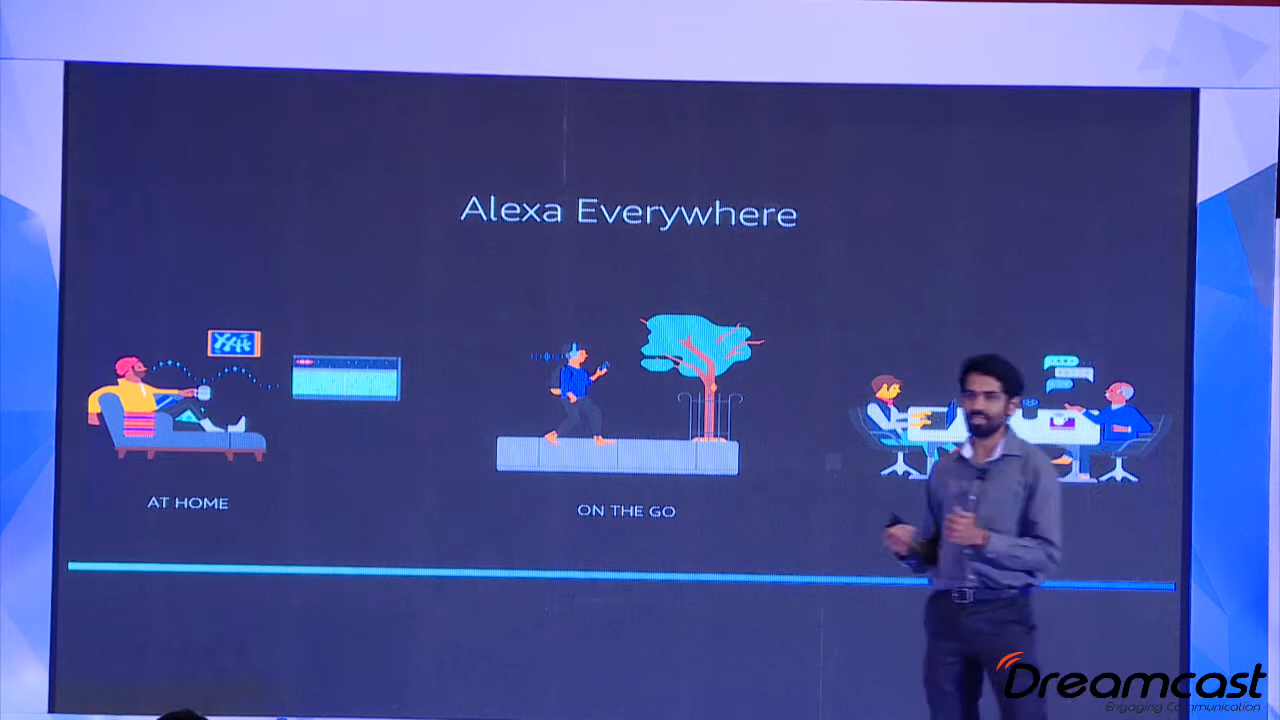 Alexa Everywhere
AT HOME
ON THE GO
Dreamcast
Engaging Communication